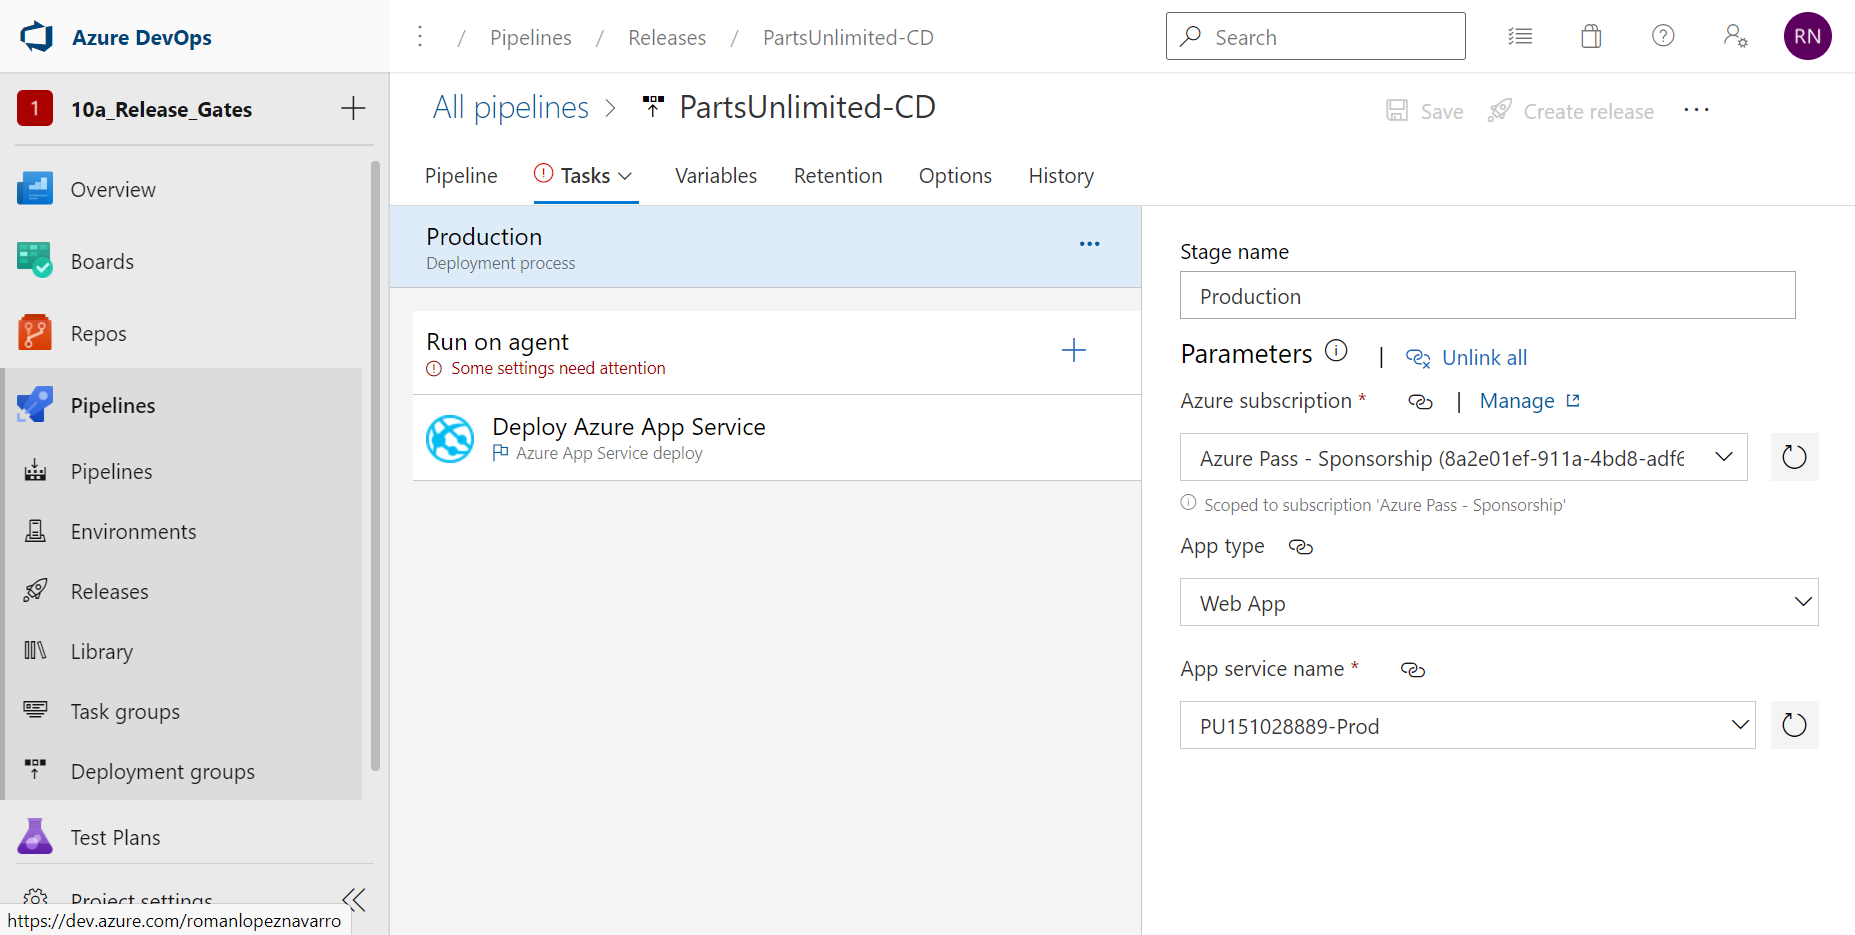 Azure DevOps
/ Pipelines / Releases / PartsUnlimited-CD
Search
RN
1 10a_Release_Gates
All pipelines > PartsUnlimited-CD
Save
Create release
Overview
Boards
Repos
Pipelines
Pipelines
Environments
Releases
Library
Task groups
Deployment groups
Test Plans
Project settings
https://dev.azure.com/romanlopeznavarro
Pipeline
Tasks
Variables
Retention
Options
History
Production
Deployment process
Run on agent
Some settings need attention
Deploy Azure App Service
Azure App Service deploy
Stage name
Production
Parameters | Unlink all
Azure subscription * | Manage
Azure Pass - Sponsorship (8a2e01ef-911a-4bd8-adf6
Scoped to subscription 'Azure Pass - Sponsorship'
App type
Web App
App service name *
PU151028889-Prod